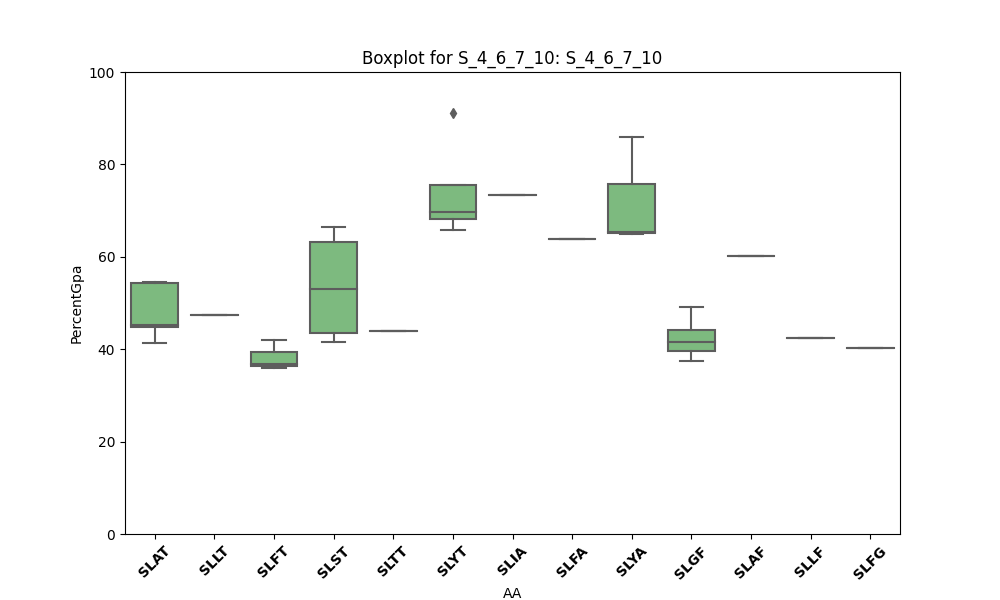 Boxplot for S_4_6_7_10: S_4_6_7_10
100
80
60
40
20
0
PercentGpa
SLAT
SLLT
SLFT
SLST
SLTT
SLYT
SLIA
SLFA
SLYA
SLGF
SLAF
SLLF
SLFG
AA